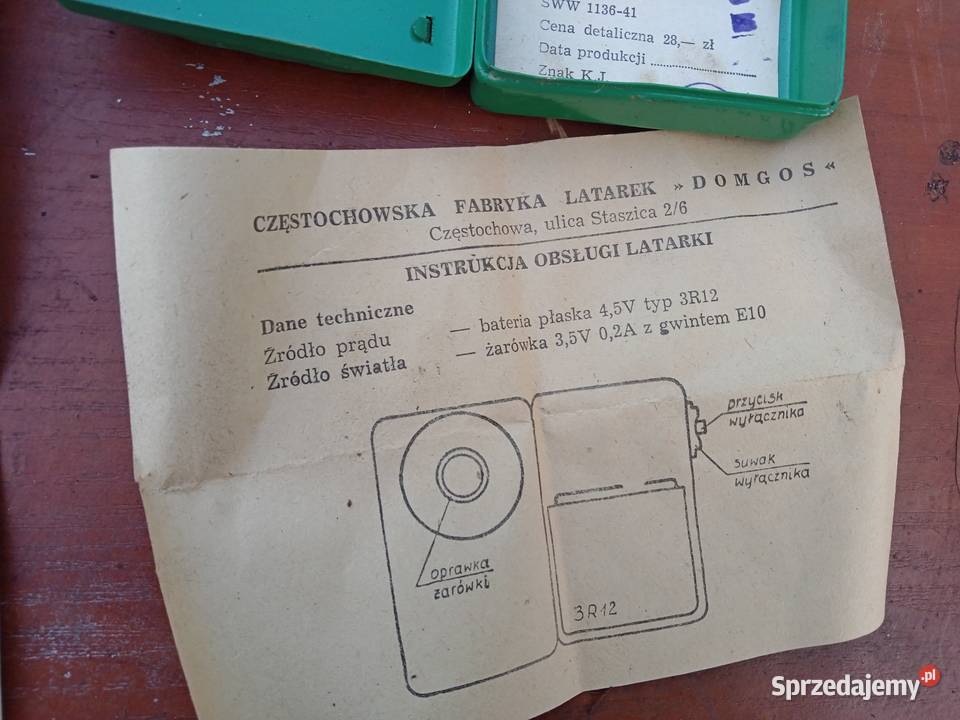 SWW 1136-41
Cena detaliczna 28,— zł
Data produkcji
Znak K.J.
CZĘSTOCHOWSKA FABRYKA LATAREK »DOMGOS«
Częstochowa, ulica Staszica 2/6
INSTRUKCJA OBSŁUGI LATARKI
Dane techniczne
Źródło prądu — bateria płaska 4,5V typ 3R12
Źródło światła — żarówka 3,5V 0,2A z gwintem E10
przycisk
wyłącznika
suwak
wyłącznika
oprawka
żarówki
3R12
Sprzedajemy.pl